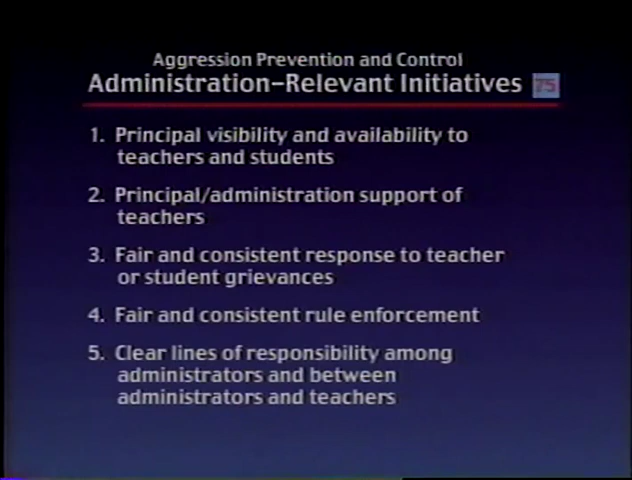 Aggression Prevention and Control
Administration-Relevant Initiatives 75
1. Principal visibility and availability to
teachers and students
2. Principal/administration support of
teachers
3. Fair and consistent response to teacher
or student grievances
4. Fair and consistent rule enforcement
5. Clear lines of responsibility among
administrators and between
administrators and teachers